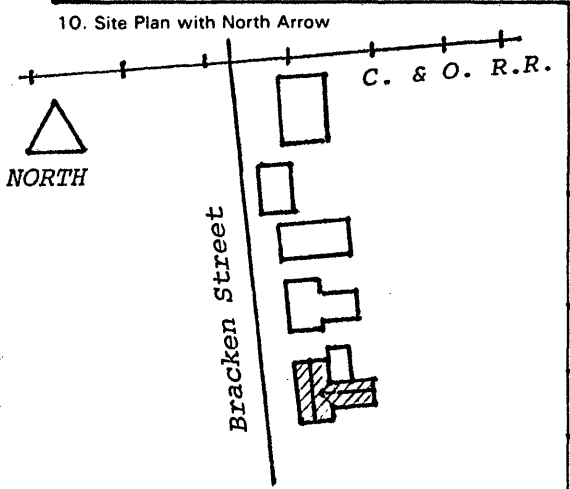 10. Site Plan with North Arrow
C. & O. R.R.
NORTH
Bracken Street